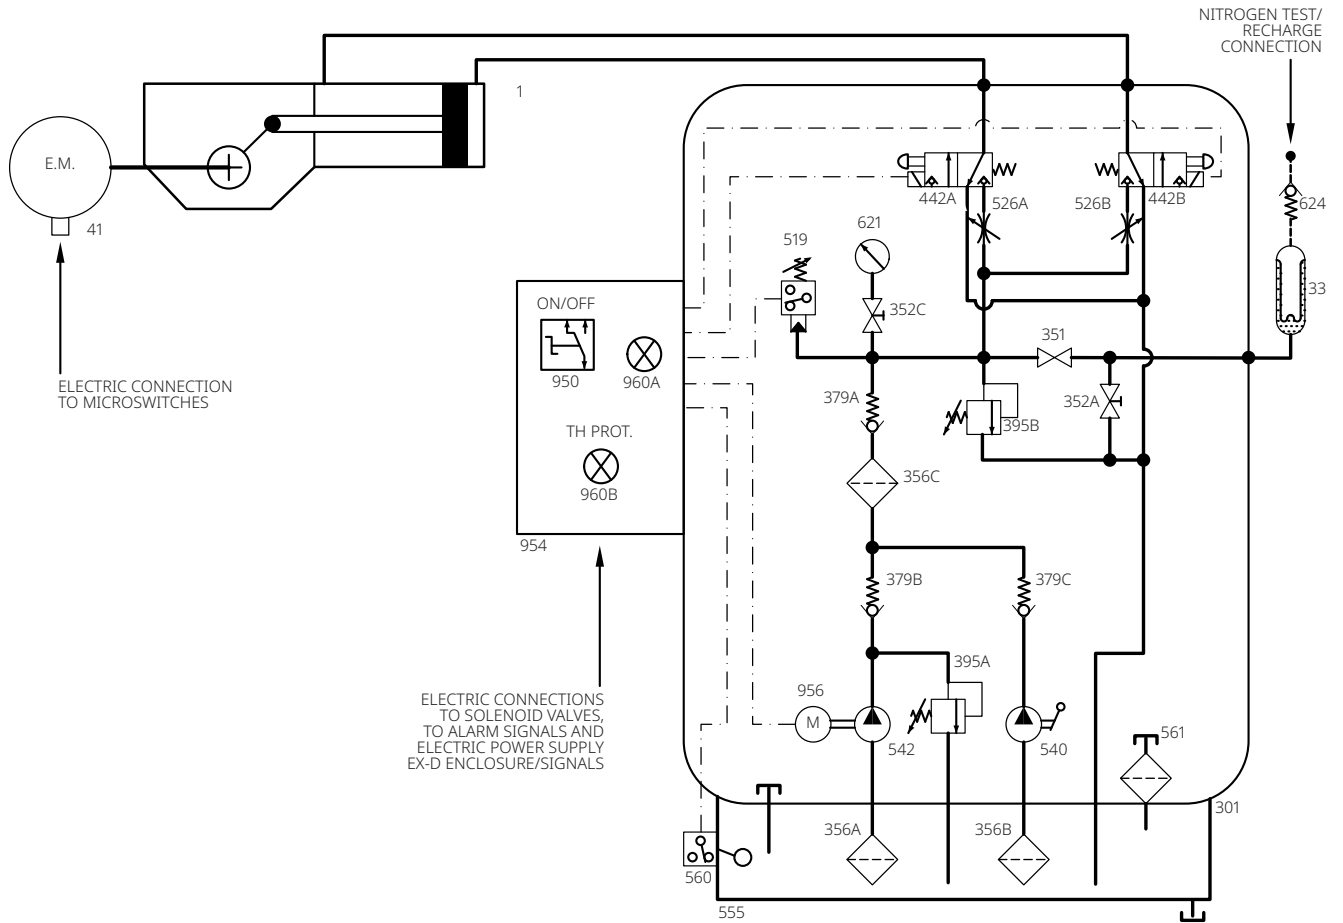 NITROGEN TEST/
RECHARGE
CONNECTION
1
E.M.
41
ELECTRIC CONNECTION
TO MICROSWITCHES
442A
526A
526B
442B
624
33
519
621
352C
351
352A
ON/OFF
950
960A
TH PROT.
960B
954
379A
395B
356C
379B
379C
395A
956
M
542
540
561
ELECTRIC CONNECTIONS
TO SOLENOID VALVES,
TO ALARM SIGNALS AND
ELECTRIC POWER SUPPLY
EX-D ENCLOSURE/SIGNALS
301
356A
356B
560
555